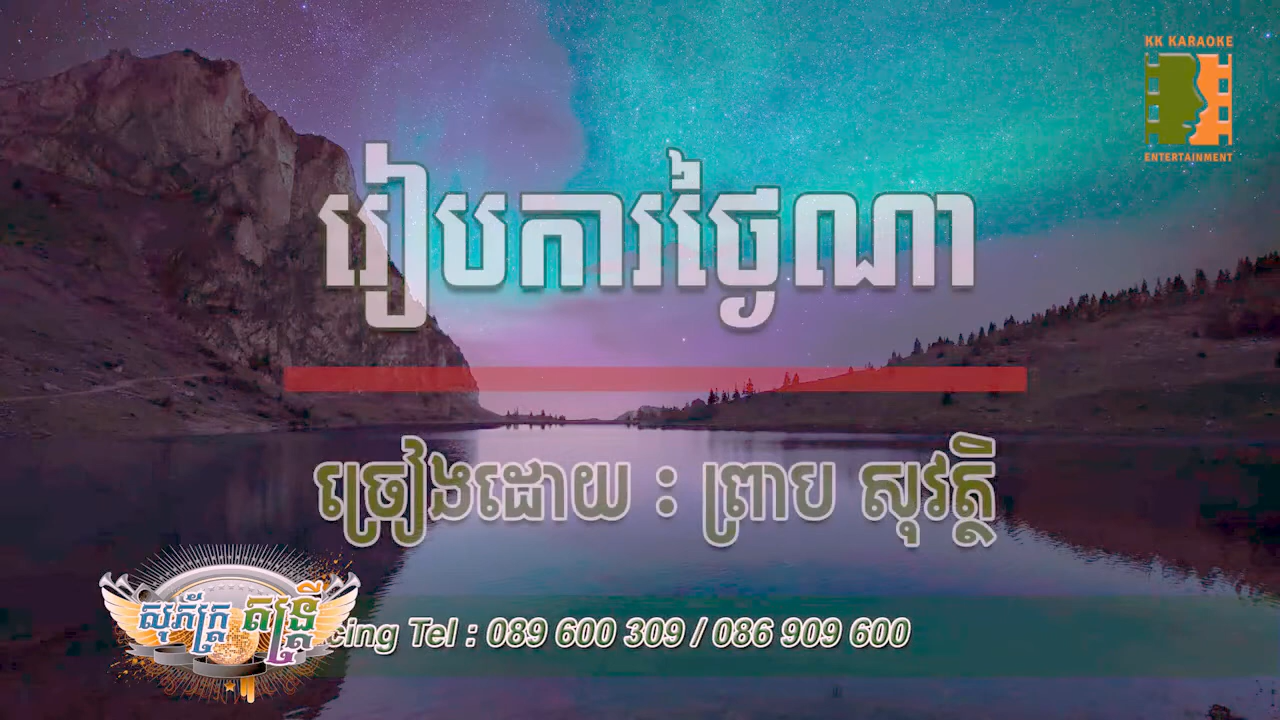 KK KARAOKE
ENTERTAINMENT
រៀបការថ្ងៃណា
ច្រៀងដោយ : ព្រាប សុវត្ថិ
សុភ័ក្រ្ត តន្រ្តី
cing Tel : 089 600 309 / 086 909 600